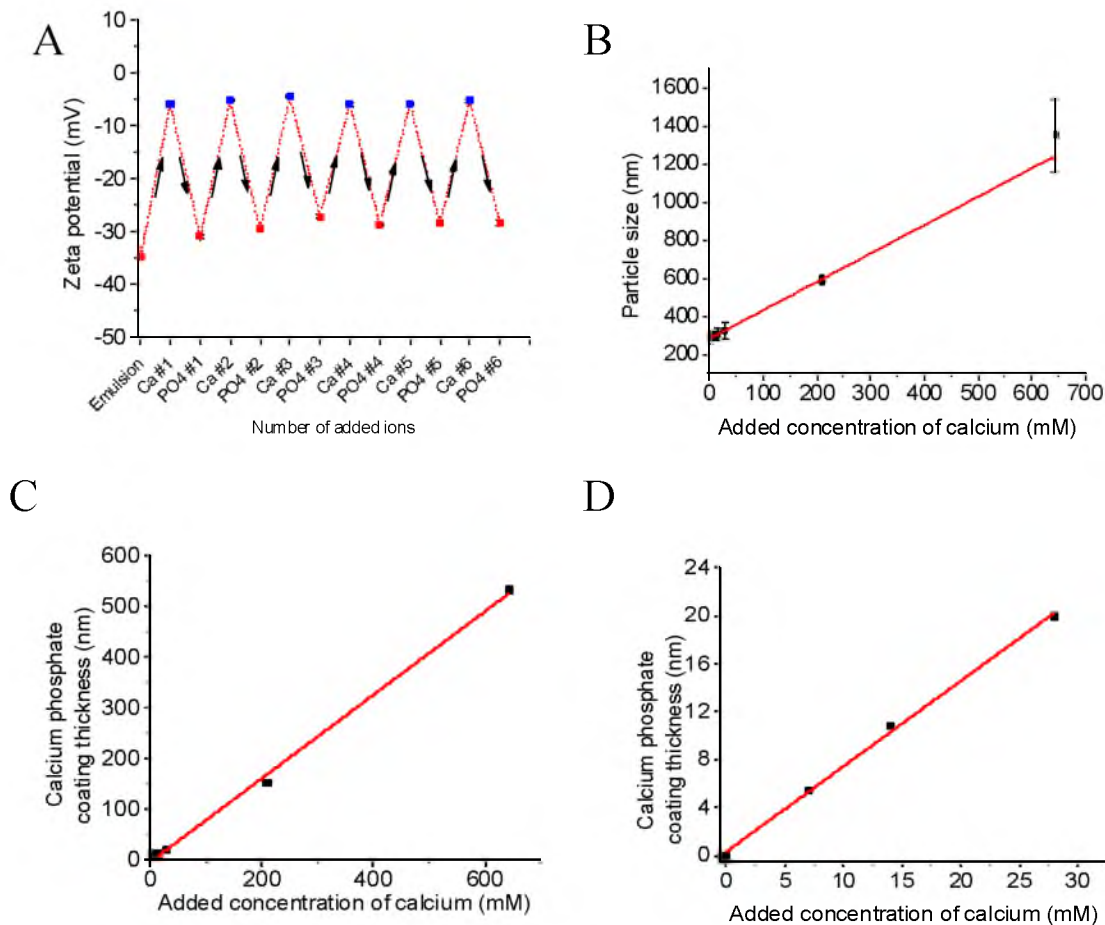 A
10
0
-10
-20
-30
-40
-50
Zeta potential (mV)
Emulsion
Ca #1
PO4 #1
Ca #2
PO4 #2
Ca #3
PO4 #3
Ca #4
PO4 #4
Ca #5
PO4 #5
Ca #6
PO4 #6
Number of added ions
B
1600
1400
1200
1000
800
600
400
200
Particle size (nm)
0 100 200 300 400 500 600 700
Added concentration of calcium (mM)
C
600
500
400
300
200
100
0
Calcium phosphate
coating thickness (nm)
0 200 400 600
Added concentration of calcium (mM)
D
24
20
16
12
8
4
0
Calcium phosphate
coating thickness (nm)
0 5 10 15 20 25 30
Added concentration of calcium (mM)